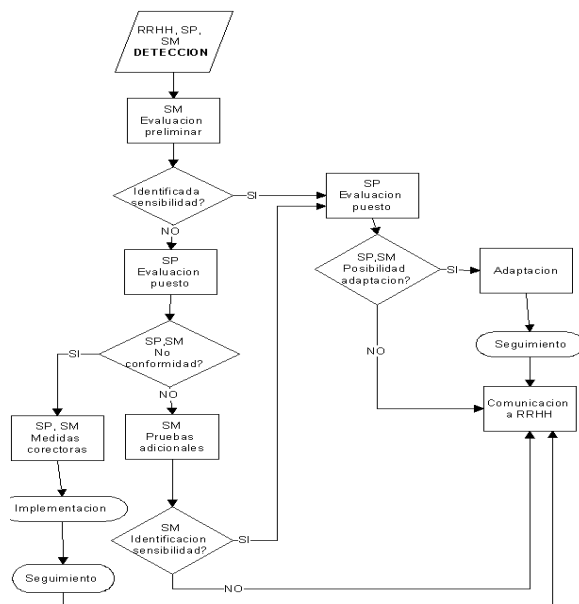 RRHH, SP,
SM
DETECCION
SM
Evaluacion
preliminar
Identificada
sensibilidad?
SI
NO
SP
Evaluacion
puesto
SP
Evaluacion
puesto
SP,SM
Posibilidad
adaptacion?
SI
Adaptacion
Seguimiento
NO
Comunicacion
a RRHH
SP,SM
No
conformidad?
SI
NO
SP, SM
Medidas
corectoras
SM
Pruebas
adicionales
Implementacion
SM
Identificacion
sensibilidad?
SI
NO
Seguimiento